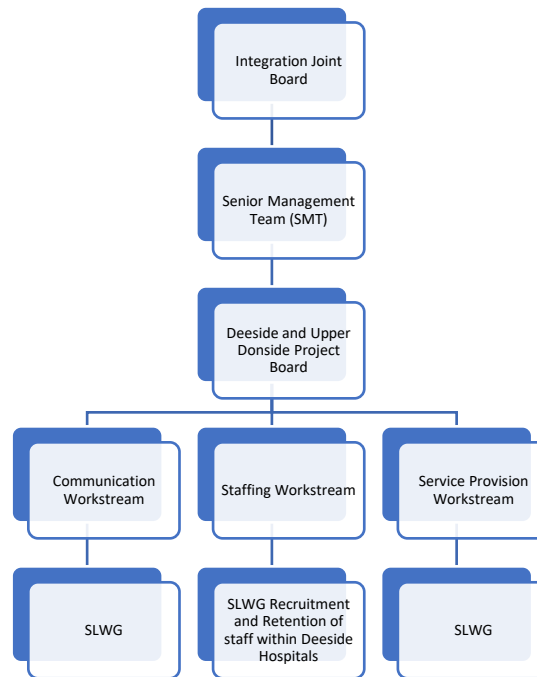 Integration Joint
Board
Senior Management
Team (SMT)
Deeside and Upper
Donside Project
Board
Communication
Workstream
Staffing Workstream
Service Provision
Workstream
SLWG
SLWG Recruitment
and Retention of
staff within Deeside
Hospitals
SLWG